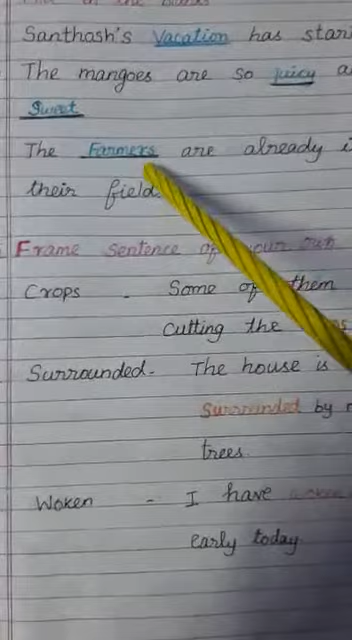 Santhosh's Vacation has star
The mangoes are so juicy a
Sweet
The Farmers are already i
their field.
Frame Sentence of your own
Crops - Some of them
Cutting the
Surrounded - The house is
Surrounded by
trees
Woken - I have woken
early today